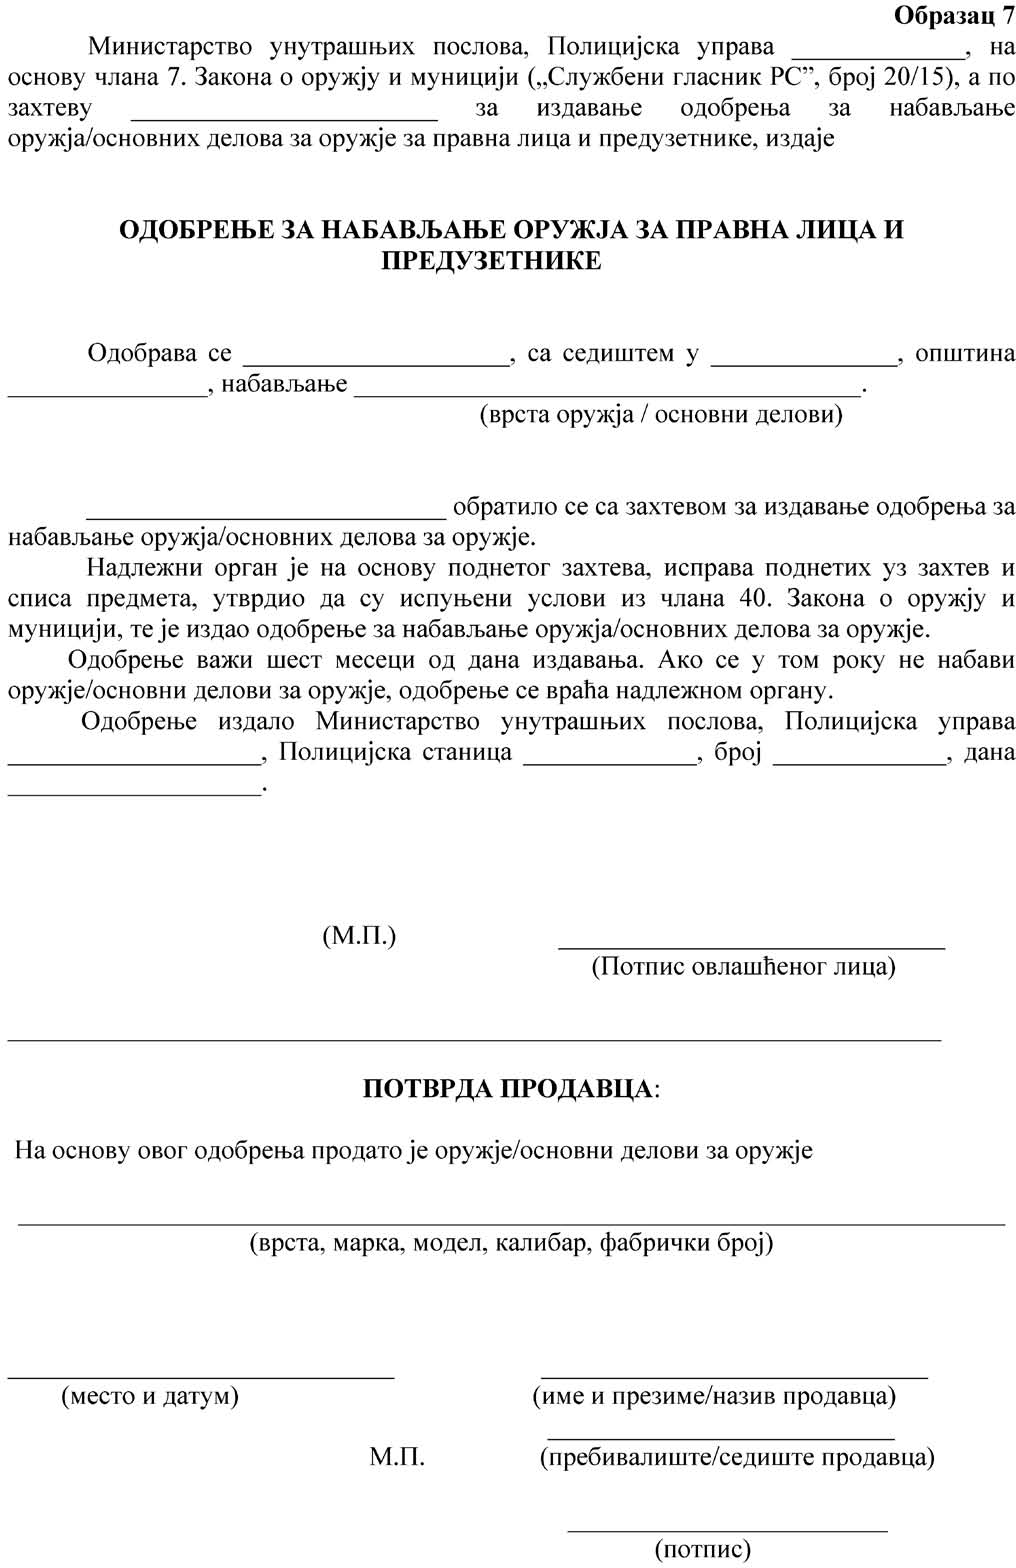 Образац 7
Министарство унутрашњих послова, Полицијска управа _____________, на
основу члана 7. Закона о оружју и муницији („Службени гласник РС”, број 20/15), а по
захтеву _______________________ за издавање одобрења за набављање
оружја/основних делова за оружје за правна лица и предузетнике, издаје
ОДОБРЕЊЕ ЗА НАБАВЉАЊЕ ОРУЖЈА ЗА ПРАВНА ЛИЦА И
ПРЕДУЗЕТНИКЕ
Одобрава се ____________________, са седиштем у ______________, општина
_______________, набављање ______________________________________.
(врста оружја / основни делови)
___________________________ обратило се са захтевом за издавање одобрења за
набављање оружја/основних делова за оружје.
Надлежни орган је на основу поднетог захтева, исправа поднетих уз захтев и
списа предмета, утврдио да су испуњени услови из члана 40. Закона о оружју и
муницији, те је издао одобрење за набављање оружја/основних делова за оружје.
Одобрење важи шест месеци од дана издавања. Ако се у том року не набави
оружје/основни делови за оружје, одобрење се враћа надлежном органу.
Одобрење издало Министарство унутрашњих послова, Полицијска управа
___________________, Полицијска станица _____________, број _____________, дана
___________________.
(М.П.) _____________________________
(Потпис овлашћеног лица)
______________________________________________________________________
ПОТВРДА ПРОДАВЦА:
На основу овог одобрења продато је оружје/основни делови за оружје
__________________________________________________________________________
(врста, марка, модел, калибар, фабрички број)
_____________________________ _____________________________
(место и датум) (име и презиме/назив продавца)
__________________________
М.П. (пребивалиште/седиште продавца)
________________________
(потпис)